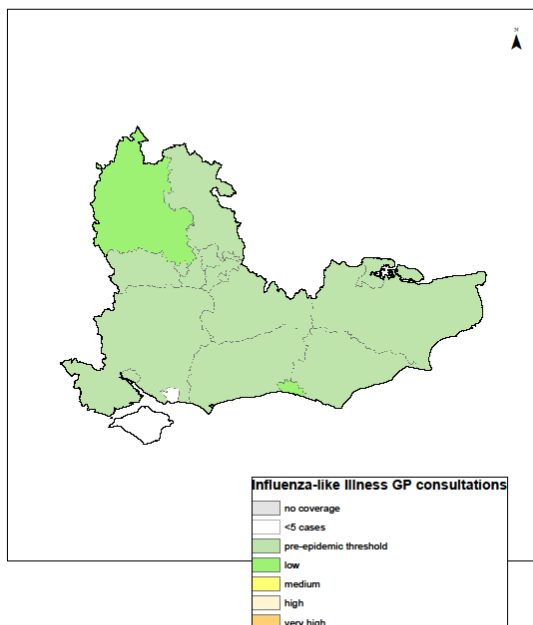 N
Influenza-like Illness GP consultations
no coverage
<5 cases
pre-epidemic threshold
low
medium
high
very high